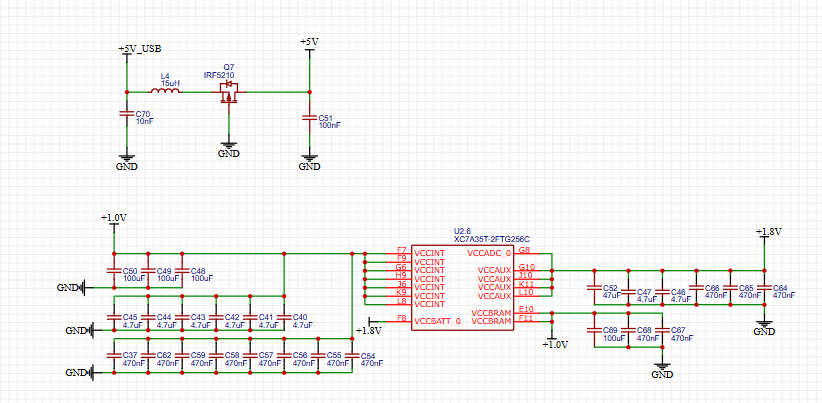 +5V_USB
+5V
L4
15uH
Q7
IRF5210
C70
10nF
C51
100nF
GND
GND
GND
+1.0V
U2.6
XC7A35T-2FTG256C
+1.8V
F7 VCCINT
F9 VCCINT
G6 VCCINT
H9 VCCINT
J6 VCCINT
K9 VCCINT
L8 VCCINT
F8 VCCBATT_0
VCCADC_0 G8
VCCAUX G10
VCCAUX J10
VCCAUX K11
VCCAUX L10
VCCBRAM E10
VCCBRAM F11
+1.8V
+1.0V
GND
C50
100uF
C49
100uF
C48
100uF
GND
C45
4.7uF
C44
4.7uF
C43
4.7uF
C42
4.7uF
C41
4.7uF
C40
4.7uF
GND
C37
470nF
C62
470nF
C59
470nF
C58
470nF
C57
470nF
C56
470nF
C55
470nF
C54
470nF
C52
47uF
C47
4.7uF
C46
4.7uF
C66
470nF
C65
470nF
C64
470nF
GND
C69
100uF
C68
470nF
C67
470nF
GND